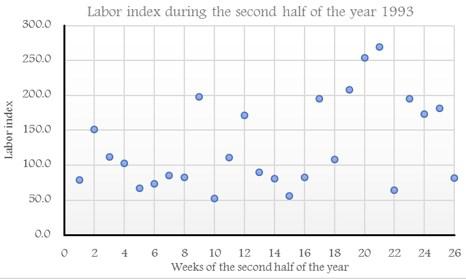 Labor index during the second half of the year 1993
300.0
250.0
200.0
150.0
100.0
50.0
0.0
Labor index
0 2 4 6 8 10 12 14 16 18 20 22 24 26
Weeks of the second half of the year